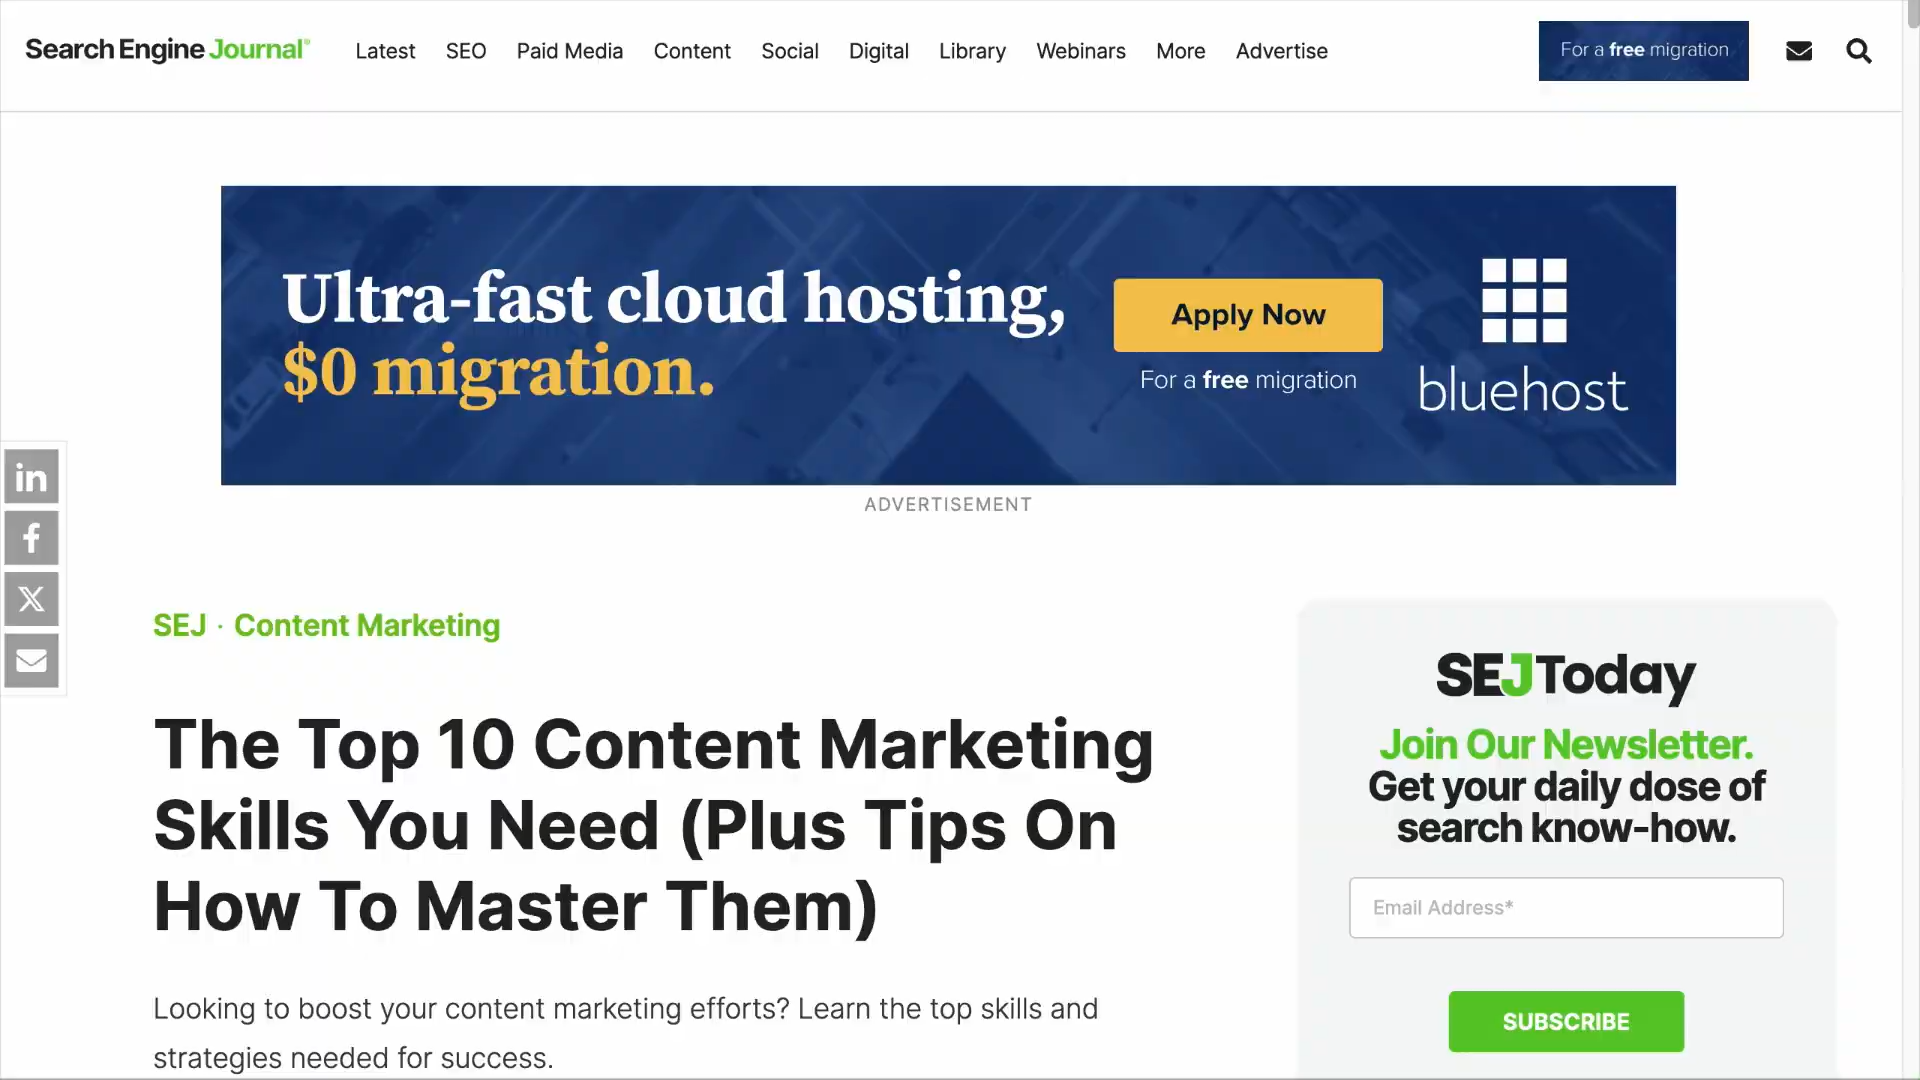 Search Engine Journal
Latest SEO Paid Media Content Social Digital Library Webinars More Advertise
For a free migration
Ultra-fast cloud hosting,
$0 migration.
Apply Now
For a free migration
bluehost
ADVERTISEMENT
in
f
X
SEJ · Content Marketing
The Top 10 Content Marketing
Skills You Need (Plus Tips On
How To Master Them)
Looking to boost your content marketing efforts? Learn the top skills and
strategies needed for success.
SEJToday
Join Our Newsletter.
Get your daily dose of
search know-how.
Email Address*
SUBSCRIBE